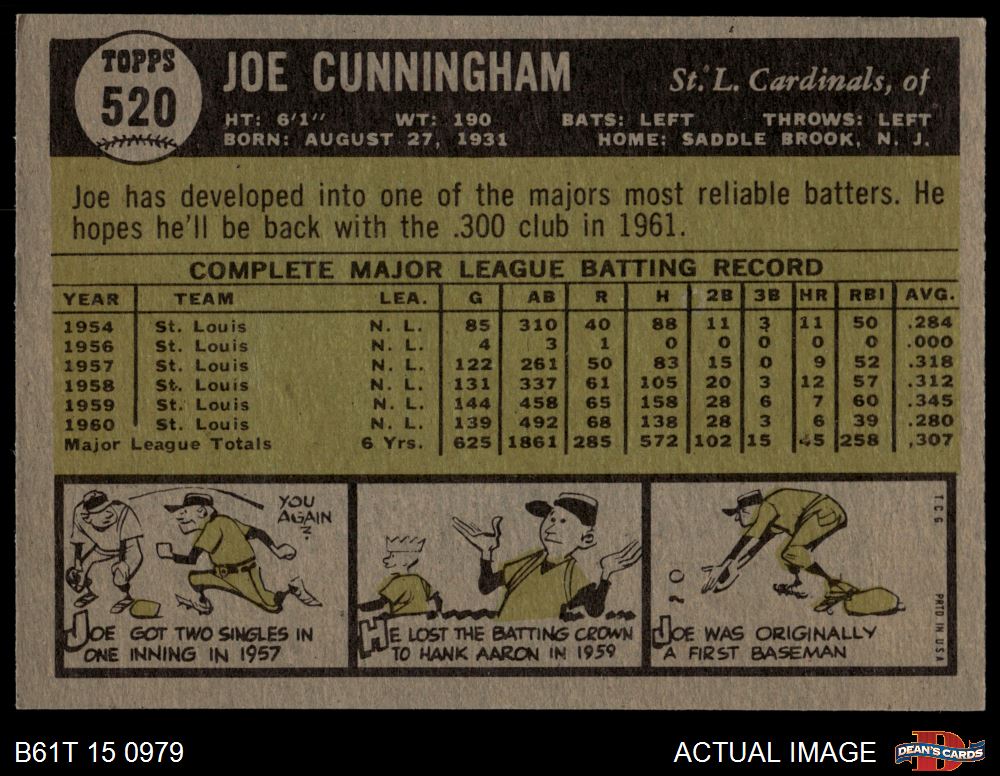 TOPPS
520
JOE CUNNINGHAM
St. L. Cardinals, of
HT: 6'1" WT: 190 BATS: LEFT THROWS: LEFT
BORN: AUGUST 27, 1931 HOME: SADDLE BROOK, N. J.
Joe has developed into one of the majors most reliable batters. He
hopes he'll be back with the .300 club in 1961.
COMPLETE MAJOR LEAGUE BATTING RECORD
YEAR TEAM LEA. G AB R H 2B 3B HR RBI AVG.
1954 St. Louis N. L. 85 310 40 88 11 3 11 50 .284
1956 St. Louis N. L. 4 3 1 0 0 0 0 0 .000
1957 St. Louis N. L. 122 261 50 83 15 0 9 52 .318
1958 St. Louis N. L. 131 337 61 105 20 3 12 57 .312
1959 St. Louis N. L. 144 458 65 158 28 6 7 60 .345
1960 St. Louis N. L. 139 492 68 138 28 3 6 39 .280
Major League Totals 6 Yrs. 625 1861 285 572 102 15 45 258 .307
YOU
AGAIN
?
JOE GOT TWO SINGLES IN
ONE INNING IN 1957
HE LOST THE BATTING CROWN
TO HANK AARON IN 1959
JOE WAS ORIGINALLY
A FIRST BASEMAN
T.C.G
PRTD IN USA
B61T 15 0979
ACTUAL IMAGE
DEAN'S CARDS